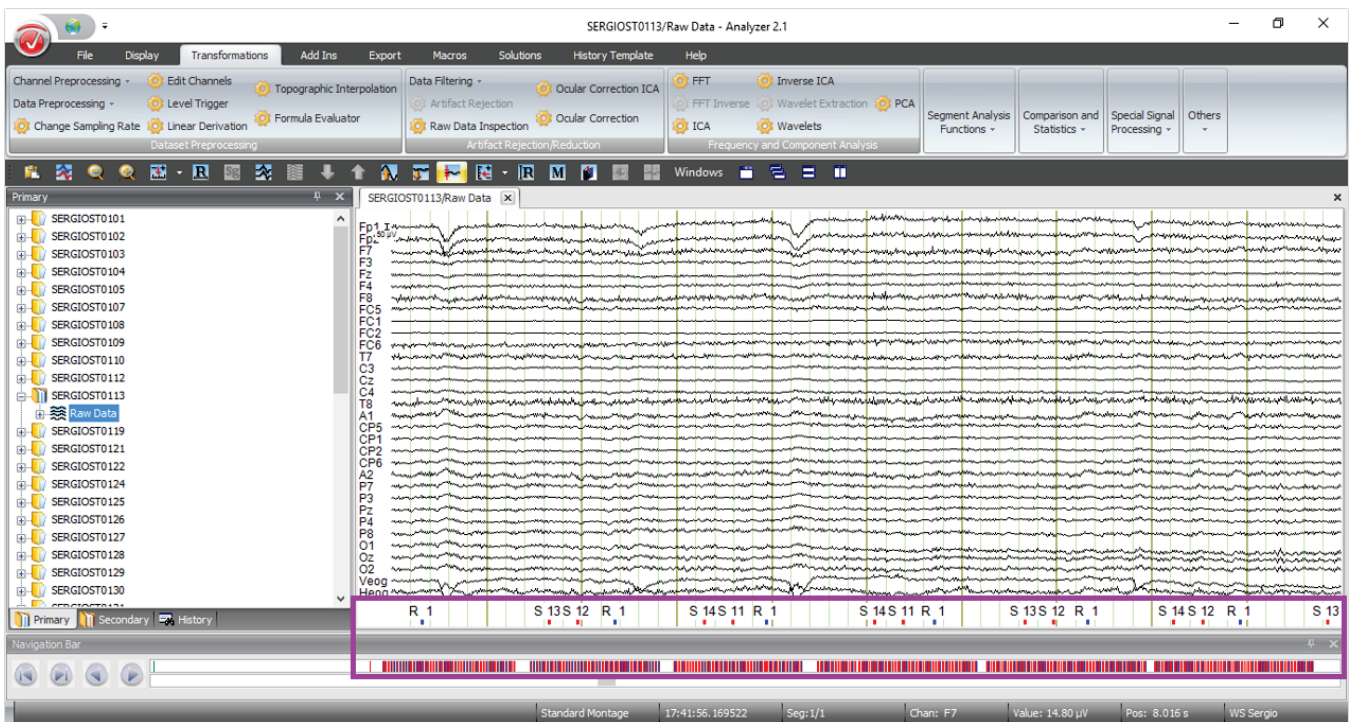 SERGIOST0113/Raw Data - Analyzer 2.1
File Display Transformations Add Ins Export Macros Solutions History Template Help
Channel Preprocessing Edit Channels Topographic Interpolation Data Filtering Ocular Correction ICA FFT Inverse ICA
Data Preprocessing Level Trigger Formula Evaluator Artifact Rejection Ocular Correction FFT Inverse Wavelet Extraction PCA
Change Sampling Rate Linear Derivation Raw Data Inspection ICA Wavelets
Segment Analysis Functions Comparison and Statistics Special Signal Processing Others
Dataset Preprocessing Artifact Rejection/Reduction Frequency and Component Analysis
R Sg R M Windows
Primary
SERGIOST0113/Raw Data
SERGIOST0101
SERGIOST0102
SERGIOST0103
SERGIOST0104
SERGIOST0105
SERGIOST0107
SERGIOST0108
SERGIOST0109
SERGIOST0110
SERGIOST0112
SERGIOST0113
Raw Data
SERGIOST0119
SERGIOST0121
SERGIOST0122
SERGIOST0124
SERGIOST0125
SERGIOST0126
SERGIOST0127
SERGIOST0128
SERGIOST0129
SERGIOST0130
SERGIOST0131
Primary Secondary History
Fp1
50 µV
Fp2
F7
F3
Fz
F4
F8
FC5
FC1
FC2
FC6
T7
C3
Cz
C4
T8
A1
CP5
CP1
CP2
CP6
A2
P7
P3
Pz
P4
P8
O1
Oz
O2
Veog
Heog
R 1 S 13 S 12 R 1 S 14 S 11 R 1 S 14 S 11 R 1 S 13 S 12 R 1 S 14 S 12 R 1 S 13
Navigation Bar
Standard Montage 17:41:56.169522 Seg:1/1 Chan: F7 Value: 14.80 µV Pos: 8.016 s WS Sergio